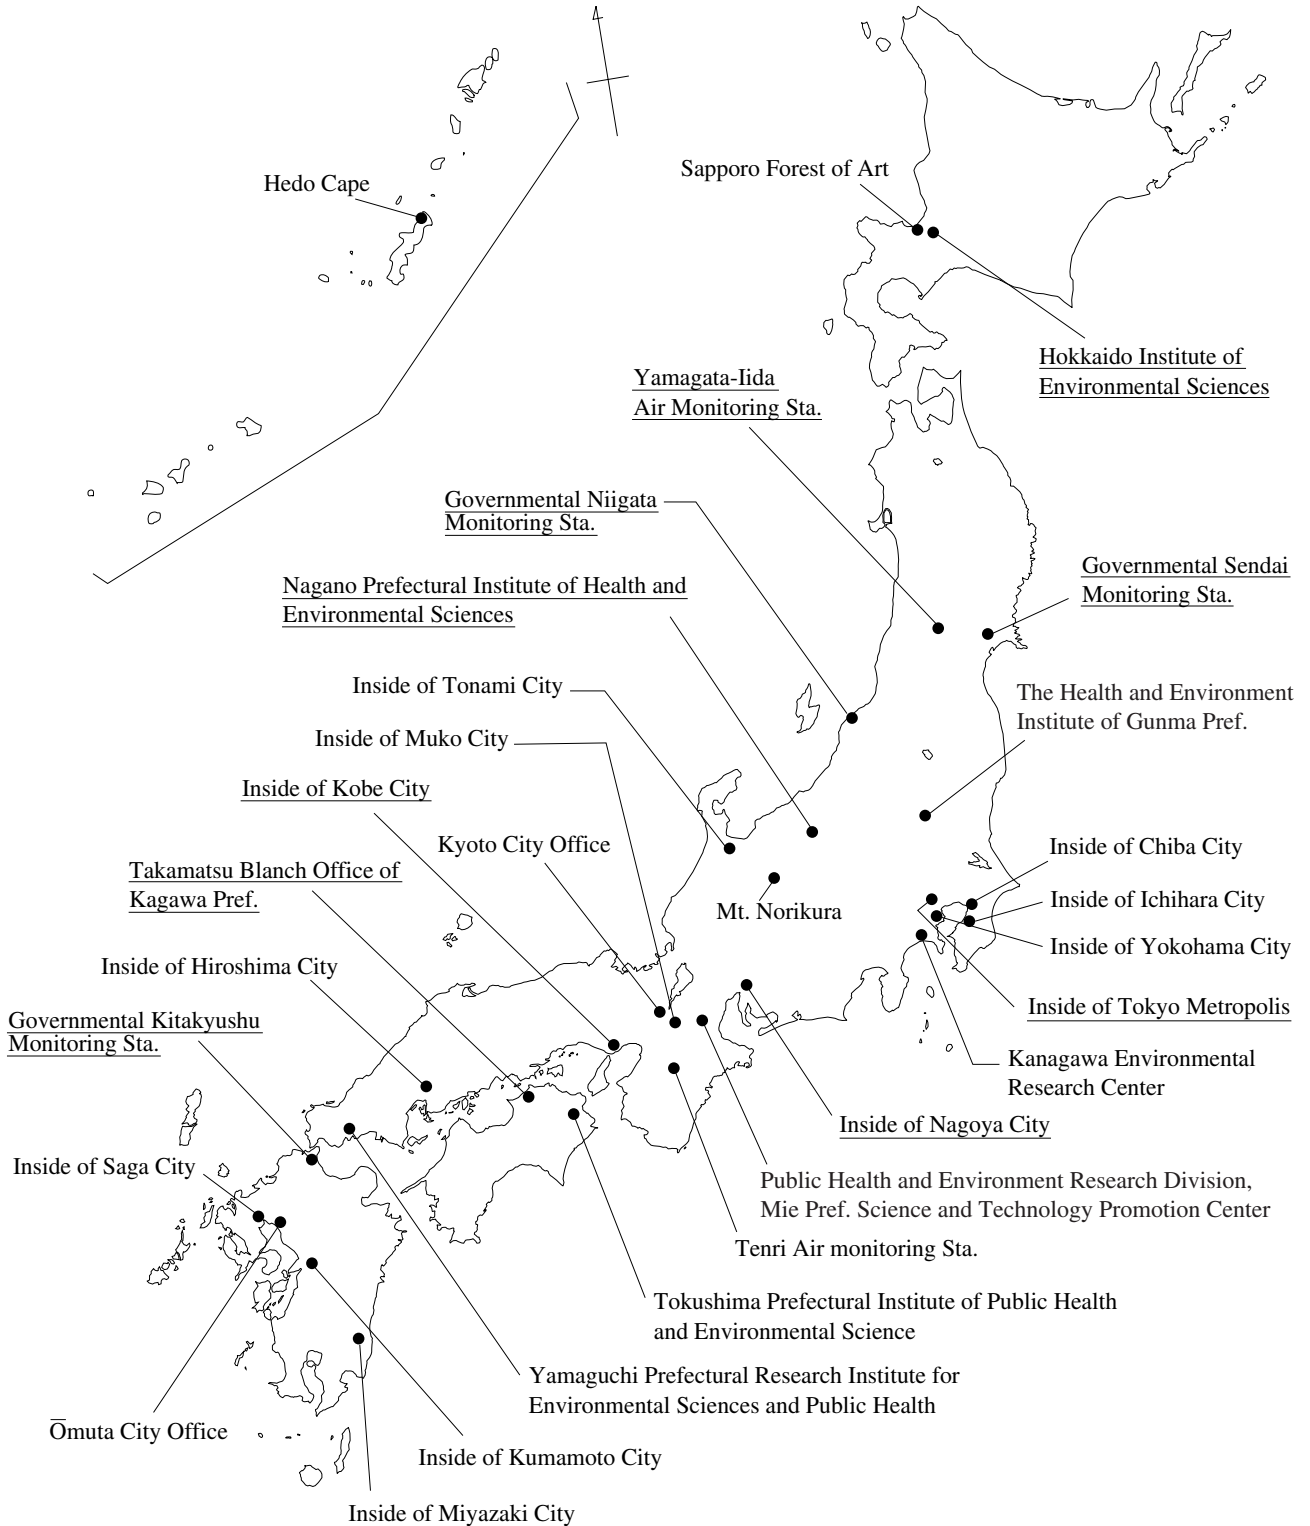 Sapporo Forest of Art
Hedo Cape
Hokkaido Institute of
Environmental Sciences
Yamagata-Iida
Air Monitoring Sta.
Governmental Niigata
Monitoring Sta.
Governmental Sendai
Monitoring Sta.
Nagano Prefectural Institute of Health and
Environmental Sciences
Inside of Tonami City
The Health and Environment
Institute of Gunma Pref.
Inside of Muko City
Inside of Kobe City
Kyoto City Office
Inside of Chiba City
Takamatsu Blanch Office of
Kagawa Pref.
Mt. Norikura
Inside of Ichihara City
Inside of Yokohama City
Inside of Hiroshima City
Inside of Tokyo Metropolis
Governmental Kitakyushu
Monitoring Sta.
Kanagawa Environmental
Research Center
Inside of Nagoya City
Inside of Saga City
Public Health and Environment Research Division,
Mie Pref. Science and Technology Promotion Center
Tenri Air monitoring Sta.
Tokushima Prefectural Institute of Public Health
and Environmental Science
Yamaguchi Prefectural Research Institute for
Environmental Sciences and Public Health
Ōmuta City Office
Inside of Kumamoto City
Inside of Miyazaki City